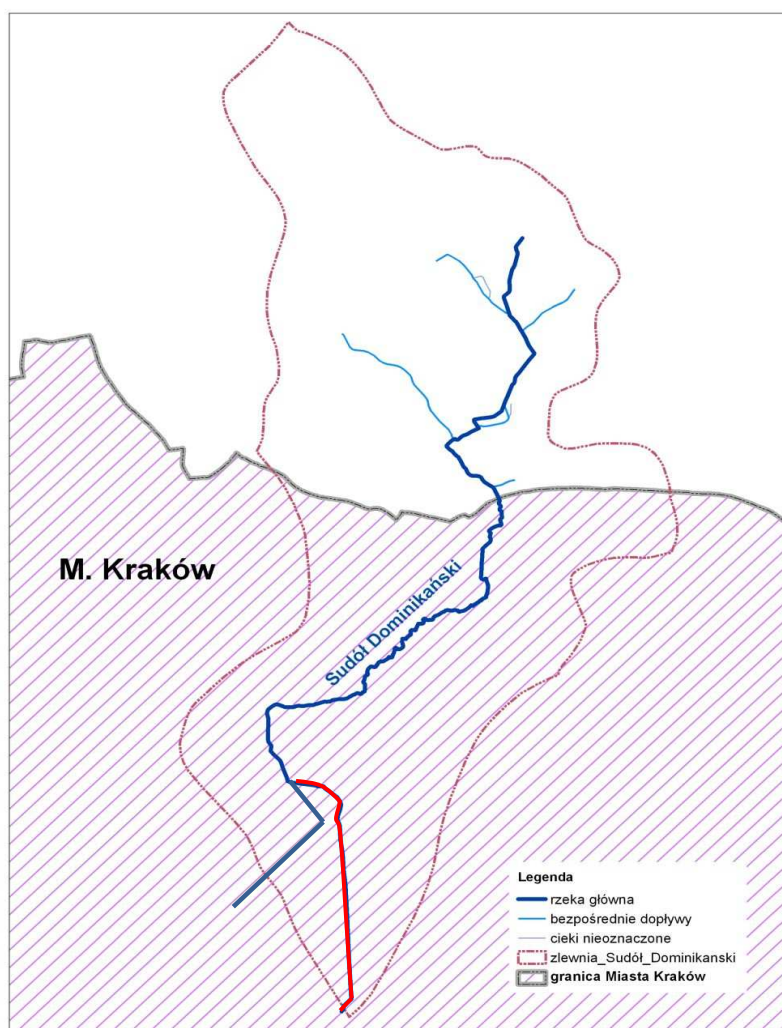 M. Kraków
Sudół Dominikański
Legenda
rzeka główna
bezpośrednie dopływy
cieki nieoznaczone
zlewnia_Sudół_Dominikanski
granica Miasta Kraków